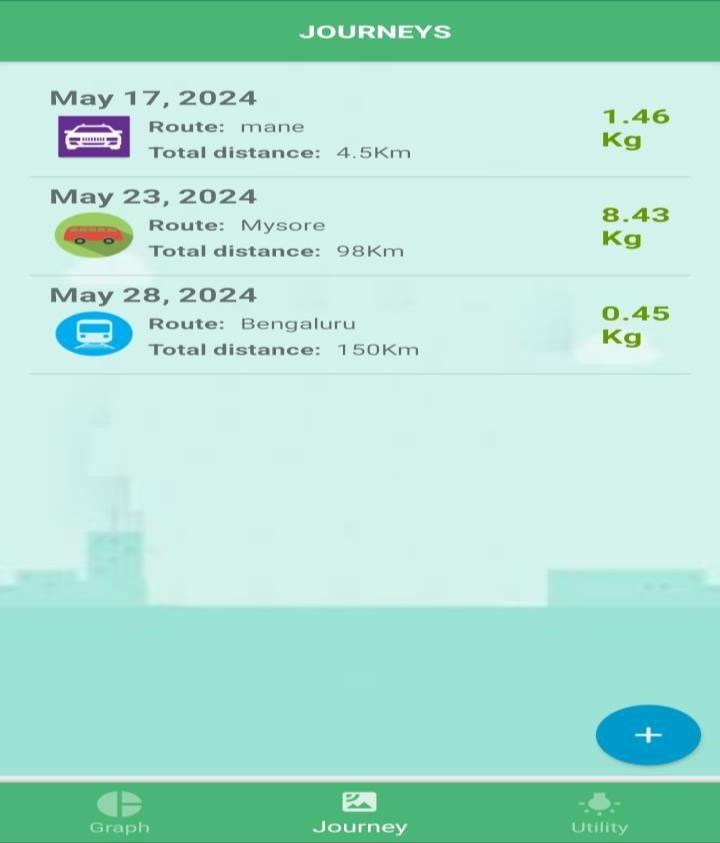 JOURNEYS
May 17, 2024
Route: mane
Total distance: 4.5Km
1.46
Kg
May 23, 2024
Route: Mysore
Total distance: 98Km
8.43
Kg
May 28, 2024
Route: Bengaluru
Total distance: 150Km
0.45
Kg
+
Graph
Journey
Utility